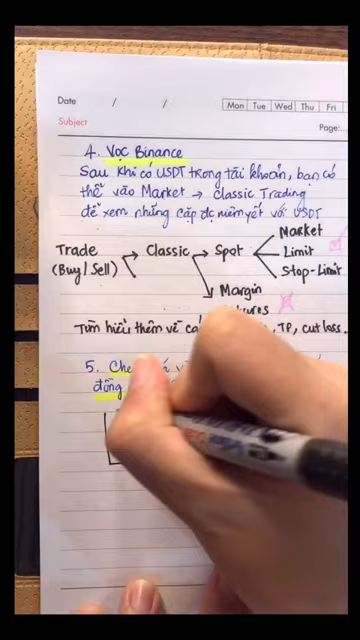 Date / /
Mon Tue Wed Thu Fri
Subject
Page:
4. Vọc Binance
Sau khi có USDT trong tài khoản, bạn có
thể vào Market → classic Trading
để xem những cặp đc niêm yết với USDT
Market
Trade → Classic → Spot Limit
(Buy/Sell) Stop-Limit
Margin
Tìm hiểu thêm về TP, cut loss.
5.
đồng